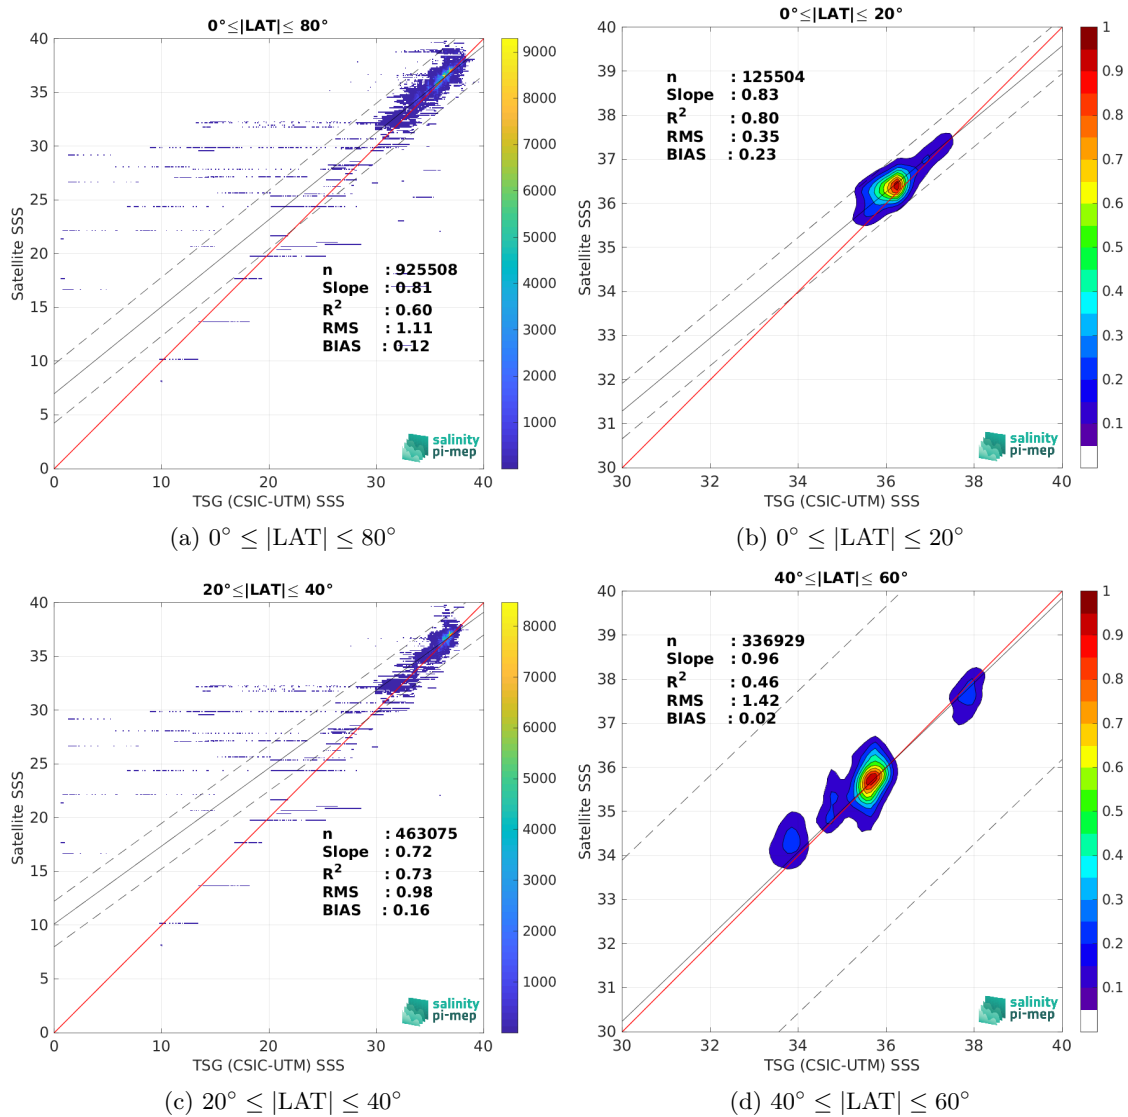 0°≤|LAT|≤ 80°
40
35
30
25
20
15
10
5
0
Satellite SSS
n : 925508
Slope : 0.81
R² : 0.60
RMS : 1.11
BIAS : 0.12
salinity
pi-mep
0 10 20 30 40
TSG (CSIC-UTM) SSS
9000
8000
7000
6000
5000
4000
3000
2000
1000
(a) 0° ≤ |LAT| ≤ 80°
0°≤|LAT|≤ 20°
40
39
38
37
36
35
34
33
32
31
30
Satellite SSS
n : 125504
Slope : 0.83
R² : 0.80
RMS : 0.35
BIAS : 0.23
salinity
pi-mep
30 32 34 36 38 40
TSG (CSIC-UTM) SSS
1
0.9
0.8
0.7
0.6
0.5
0.4
0.3
0.2
0.1
(b) 0° ≤ |LAT| ≤ 20°
20°≤|LAT|≤ 40°
40
35
30
25
20
15
10
5
0
Satellite SSS
n : 463075
Slope : 0.72
R² : 0.73
RMS : 0.98
BIAS : 0.16
salinity
pi-mep
0 10 20 30 40
TSG (CSIC-UTM) SSS
8000
7000
6000
5000
4000
3000
2000
1000
(c) 20° ≤ |LAT| ≤ 40°
40°≤|LAT|≤ 60°
40
39
38
37
36
35
34
33
32
31
30
Satellite SSS
n : 336929
Slope : 0.96
R² : 0.46
RMS : 1.42
BIAS : 0.02
salinity
pi-mep
30 32 34 36 38 40
TSG (CSIC-UTM) SSS
1
0.9
0.8
0.7
0.6
0.5
0.4
0.3
0.2
0.1
(d) 40° ≤ |LAT| ≤ 60°